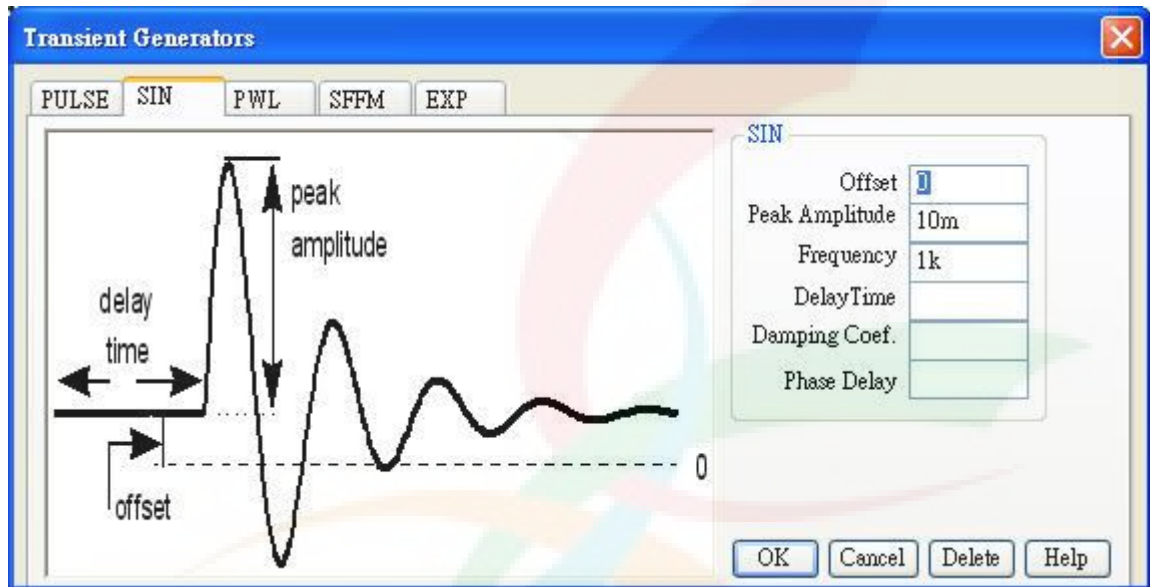 Transient Generators
PULSE SIN PWL SFFM EXP
peak
amplitude
delay
time
offset
0
SIN
Offset 0
Peak Amplitude 10m
Frequency 1k
DelayTime
Damping Coef.
Phase Delay
OK Cancel Delete Help